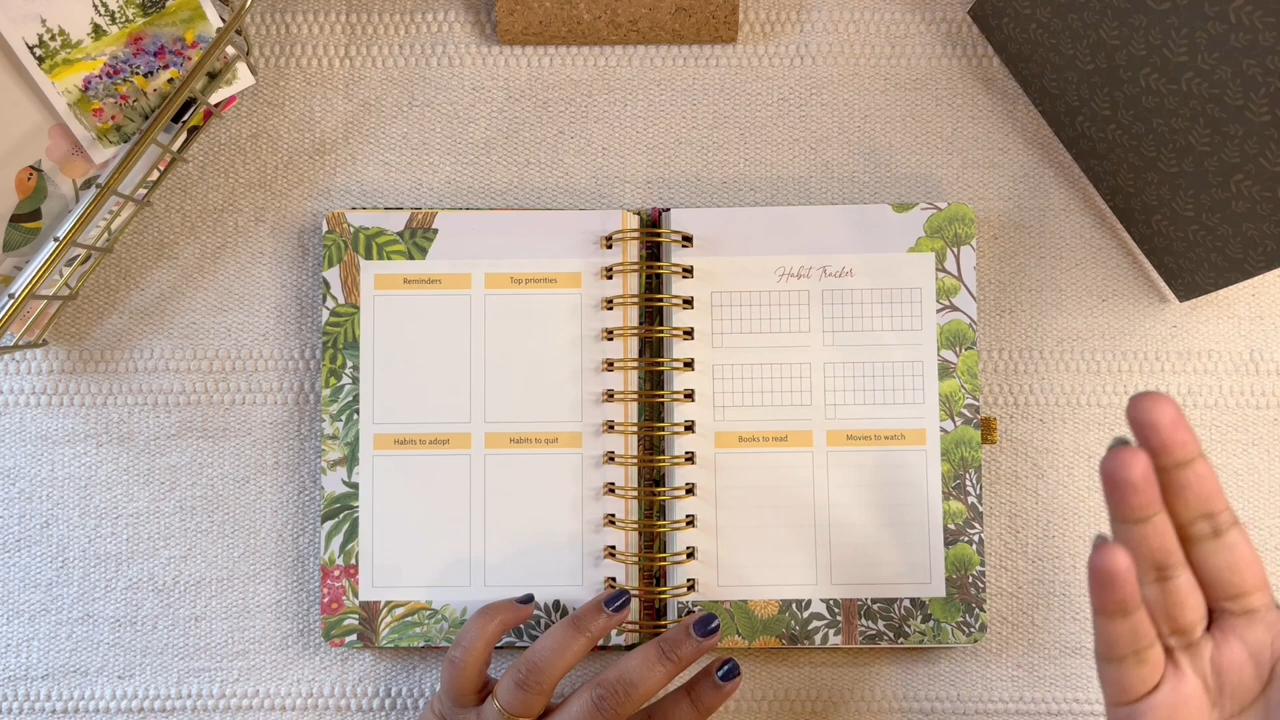 Reminders
Top priorities
Habits to adopt
Habits to quit
Habit Tracker
Books to read
Movies to watch